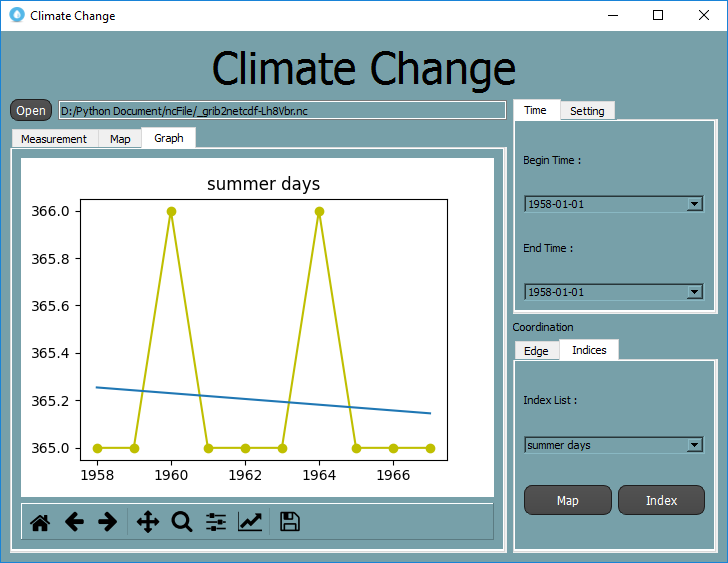 Climate Change
Climate Change
Open
D:/Python Document/ncFile/_grib2netcdf-Lh8Vbr.nc
Measurement
Map
Graph
summer days
366.0
365.8
365.6
365.4
365.2
365.0
1958 1960 1962 1964 1966
Time
Setting
Begin Time :
1958-01-01
End Time :
1958-01-01
Coordination
Edge
Indices
Index List :
summer days
Map
Index